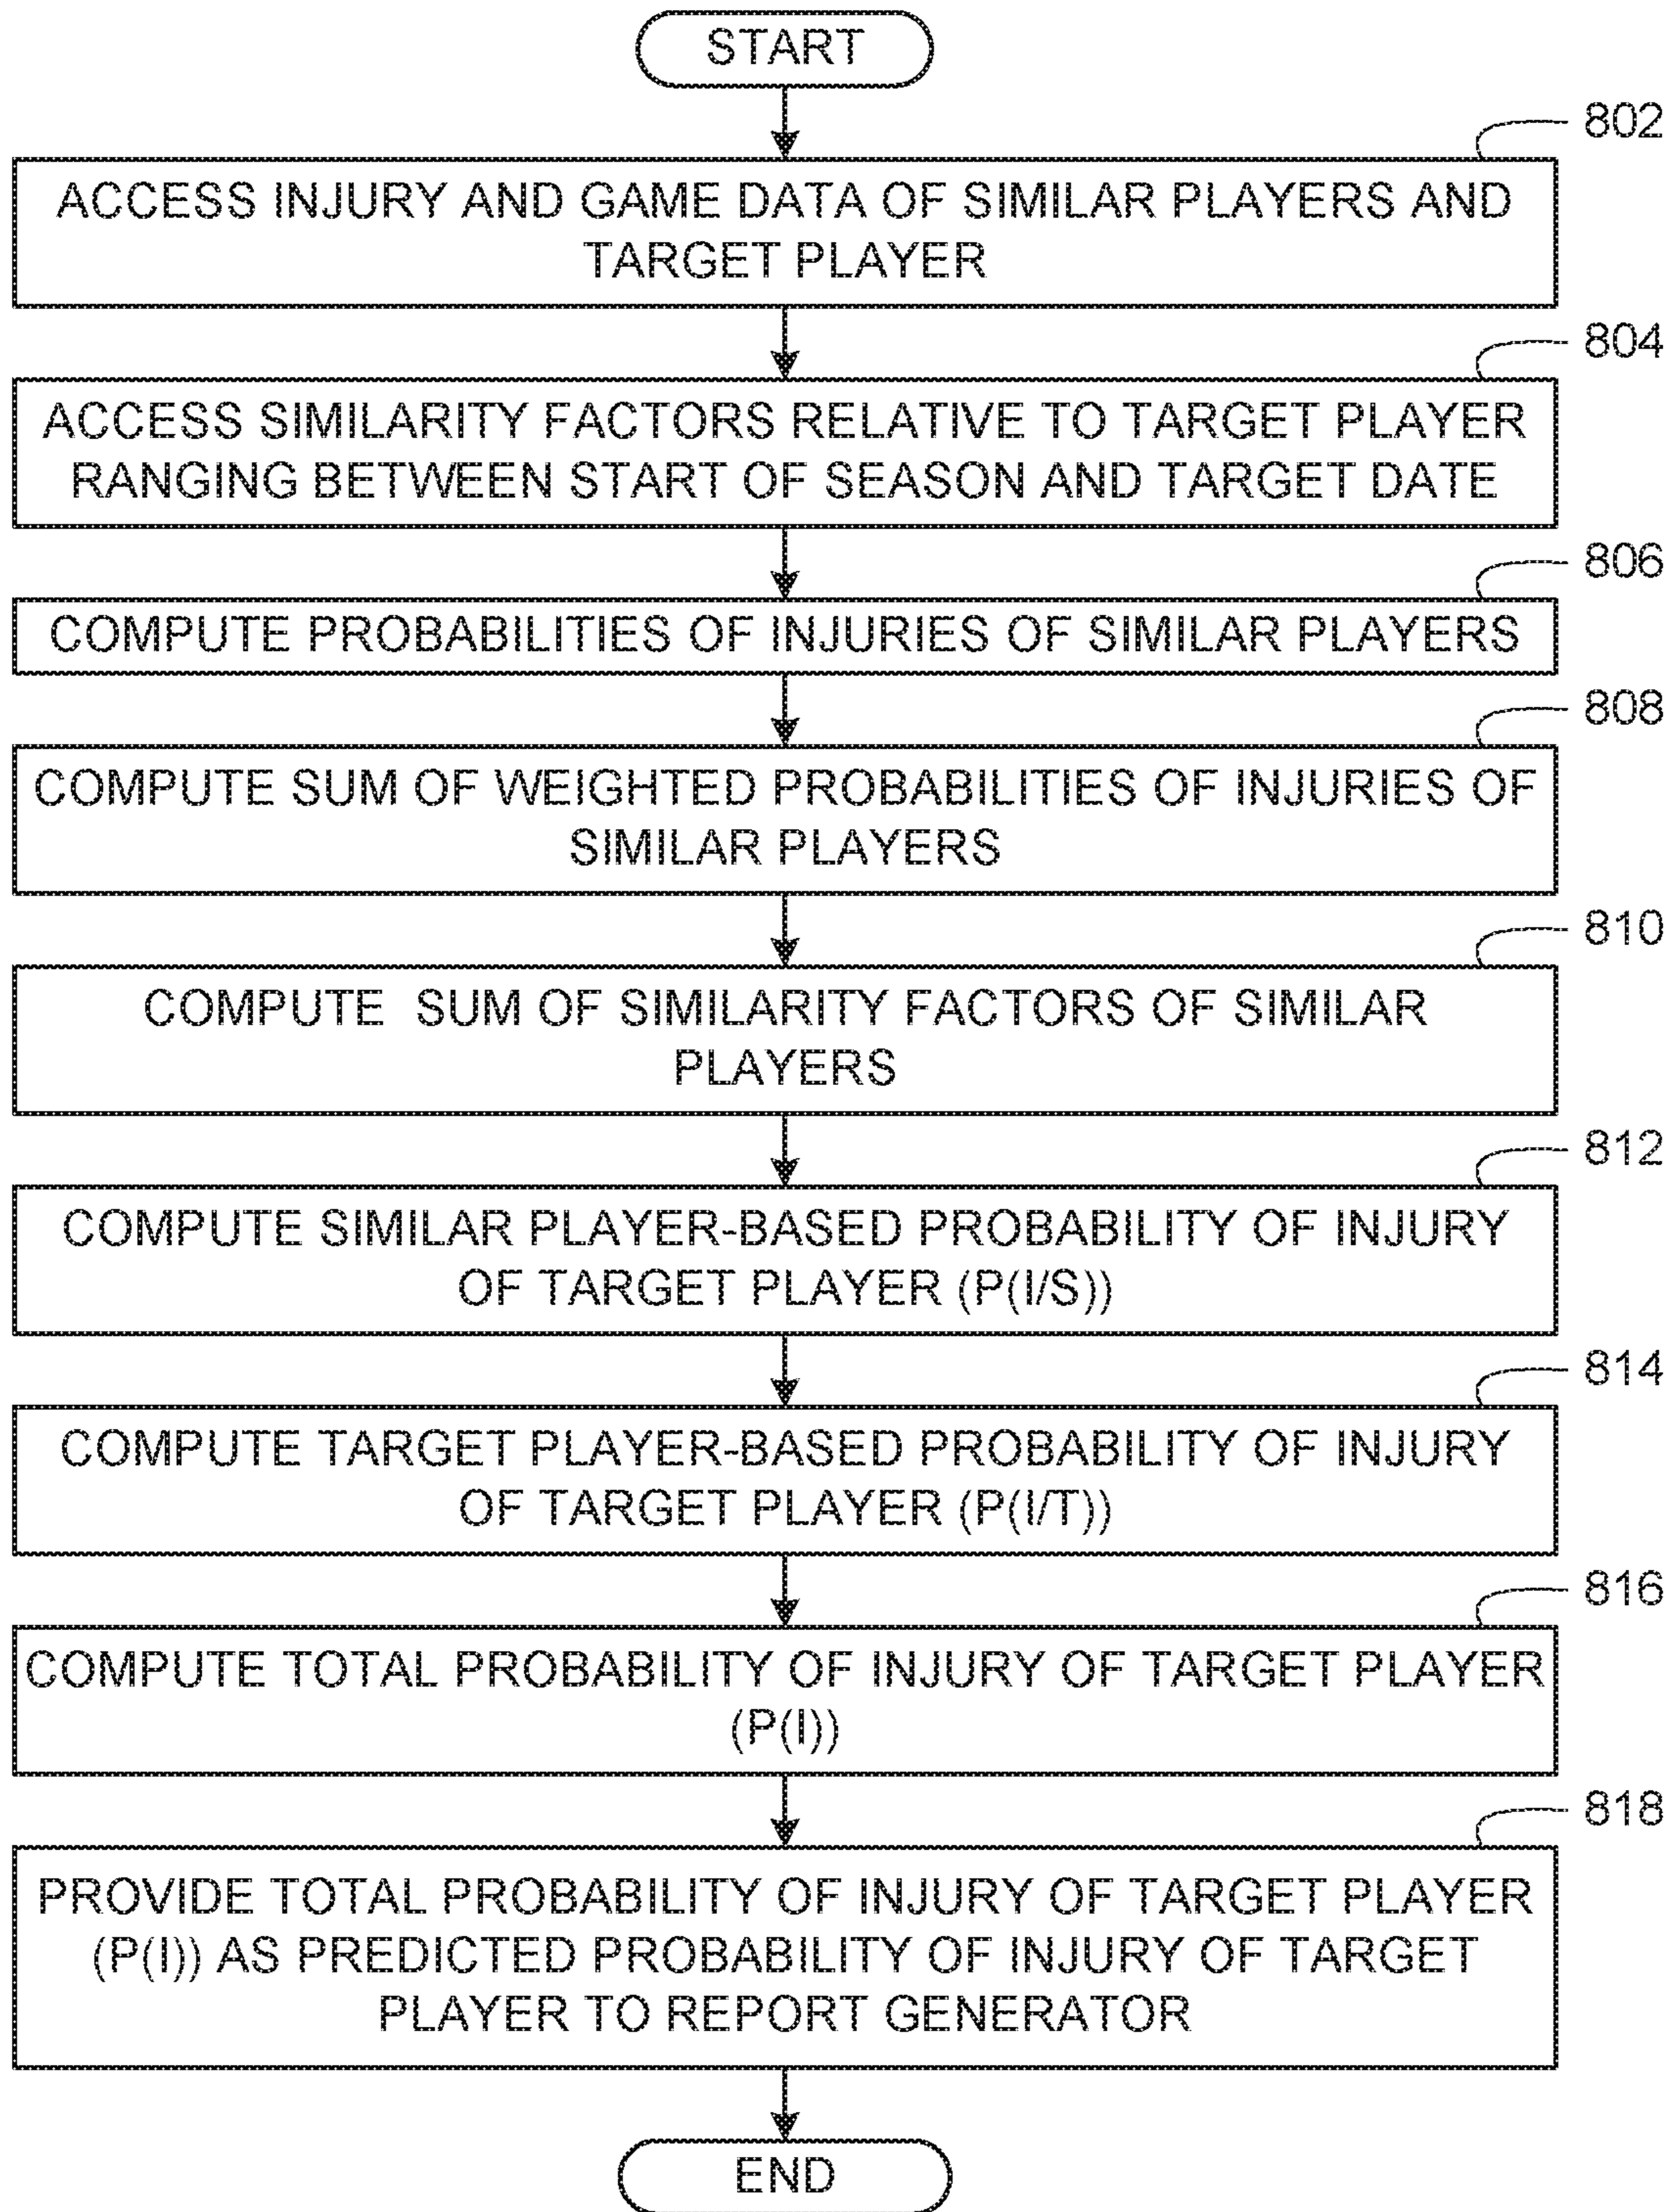 START
802
ACCESS INJURY AND GAME DATA OF SIMILAR PLAYERS AND
TARGET PLAYER
804
ACCESS SIMILARITY FACTORS RELATIVE TO TARGET PLAYER
RANGING BETWEEN START OF SEASON AND TARGET DATE
806
COMPUTE PROBABILITIES OF INJURIES OF SIMILAR PLAYERS
808
COMPUTE SUM OF WEIGHTED PROBABILITIES OF INJURIES OF
SIMILAR PLAYERS
810
COMPUTE SUM OF SIMILARITY FACTORS OF SIMILAR
PLAYERS
812
COMPUTE SIMILAR PLAYER-BASED PROBABILITY OF INJURY
OF TARGET PLAYER (P(I/S))
814
COMPUTE TARGET PLAYER-BASED PROBABILITY OF INJURY
OF TARGET PLAYER (P(I/T))
816
COMPUTE TOTAL PROBABILITY OF INJURY OF TARGET PLAYER
(P(I))
818
PROVIDE TOTAL PROBABILITY OF INJURY OF TARGET PLAYER
(P(I)) AS PREDICTED PROBABILITY OF INJURY OF TARGET
PLAYER TO REPORT GENERATOR
END